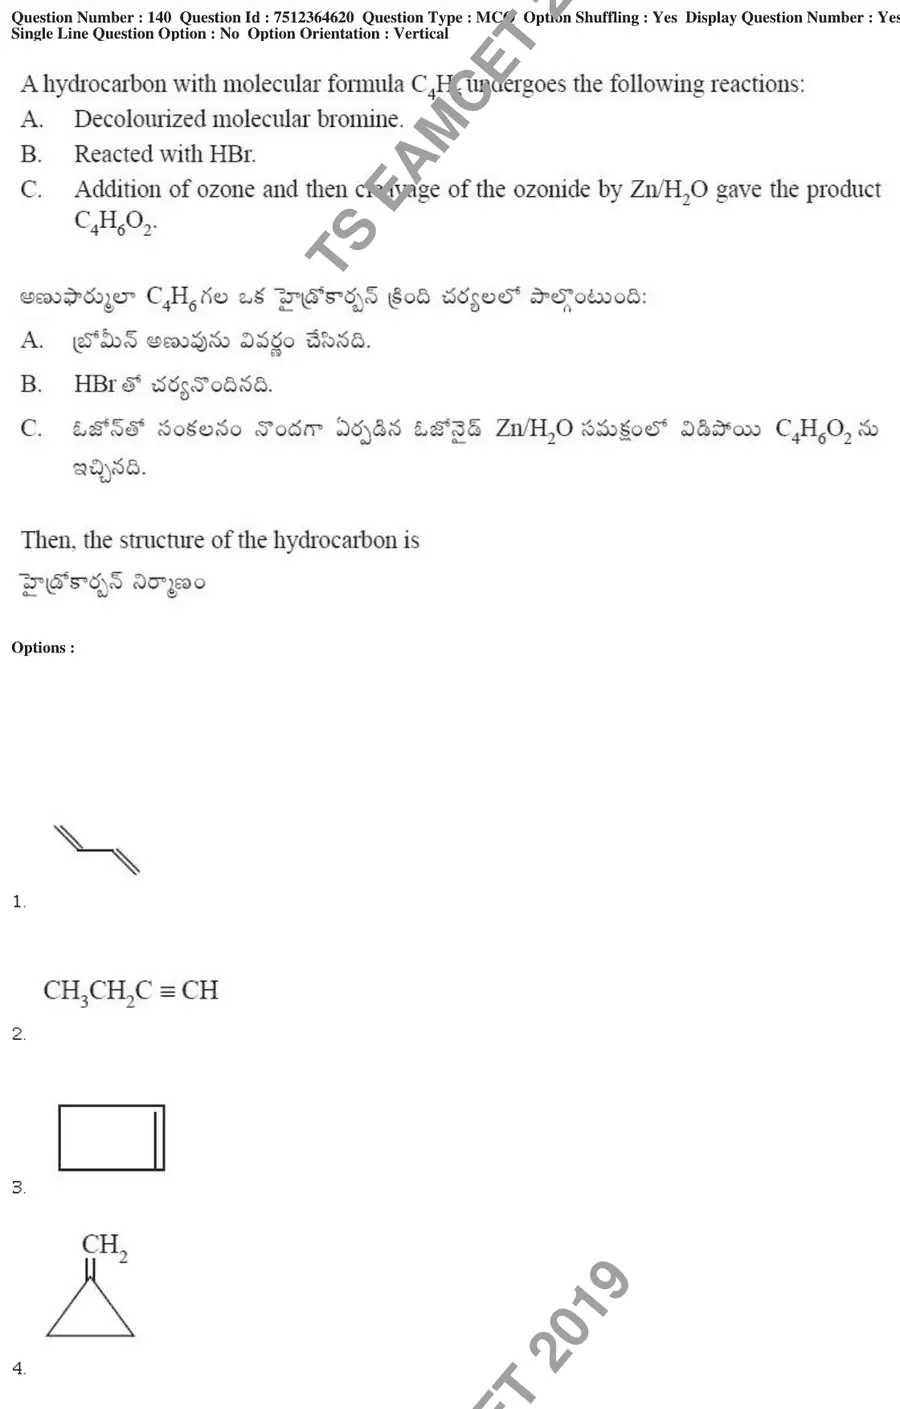 Question Number : 140 Question Id : 7512364620 Question Type : MCQ Option Shuffling : Yes Display Question Number : Yes
Single Line Question Option : No Option Orientation : Vertical
A hydrocarbon with molecular formula C₄H₆ undergoes the following reactions:
A. Decolourized molecular bromine.
B. Reacted with HBr.
C. Addition of ozone and then cleavage of the ozonide by Zn/H₂O gave the product
C₄H₆O₂.
అణుఫార్ములా C₄H₆ గల ఒక హైడ్రోకార్బన్ క్రింది చర్యలలో పాల్గొంటుంది:
A. బ్రోమీన్ అణువును వివర్ణం చేసినది.
B. HBr తో చర్యనొందినది.
C. ఓజోన్‌తో సంకలనం నొందగా ఏర్పడిన ఓజోనైడ్ Zn/H₂O సమక్షంలో విడిపోయి C₄H₆O₂ ను
ఇచ్చినది.
Then, the structure of the hydrocarbon is
హైడ్రోకార్బన్ నిర్మాణం
Options :
1.
CH₃CH₂C ≡ CH
2.
3.
CH₂
4.
TS EAMCET 2
ET 2019